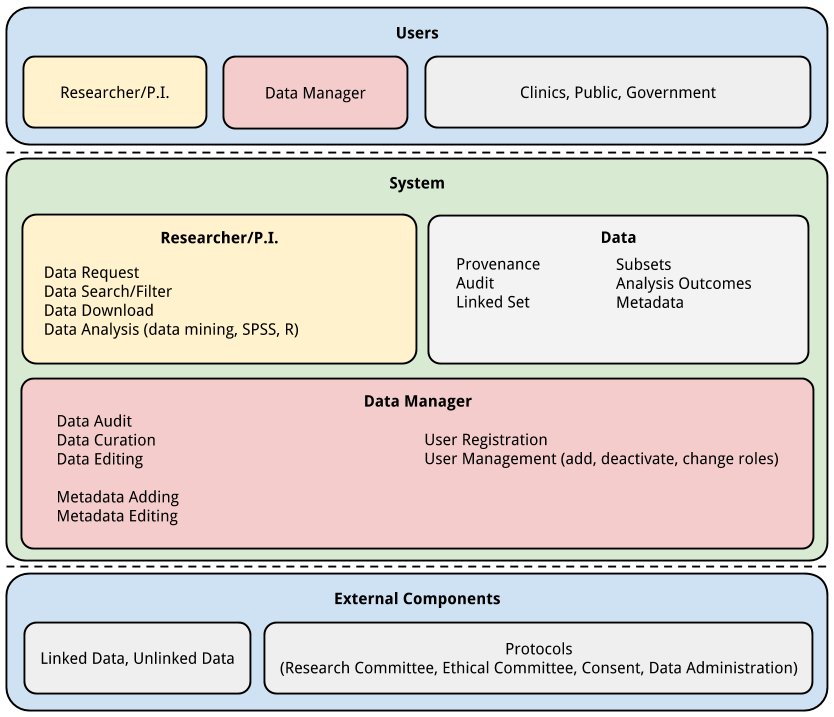 Users
Researcher/P.I.
Data Manager
Clinics, Public, Government
System
Researcher/P.I.
Data Request
Data Search/Filter
Data Download
Data Analysis (data mining, SPSS, R)
Data
Provenance
Audit
Linked Set
Subsets
Analysis Outcomes
Metadata
Data Manager
Data Audit
Data Curation
Data Editing
Metadata Adding
Metadata Editing
User Registration
User Management (add, deactivate, change roles)
External Components
Linked Data, Unlinked Data
Protocols
(Research Committee, Ethical Committee, Consent, Data Administration)